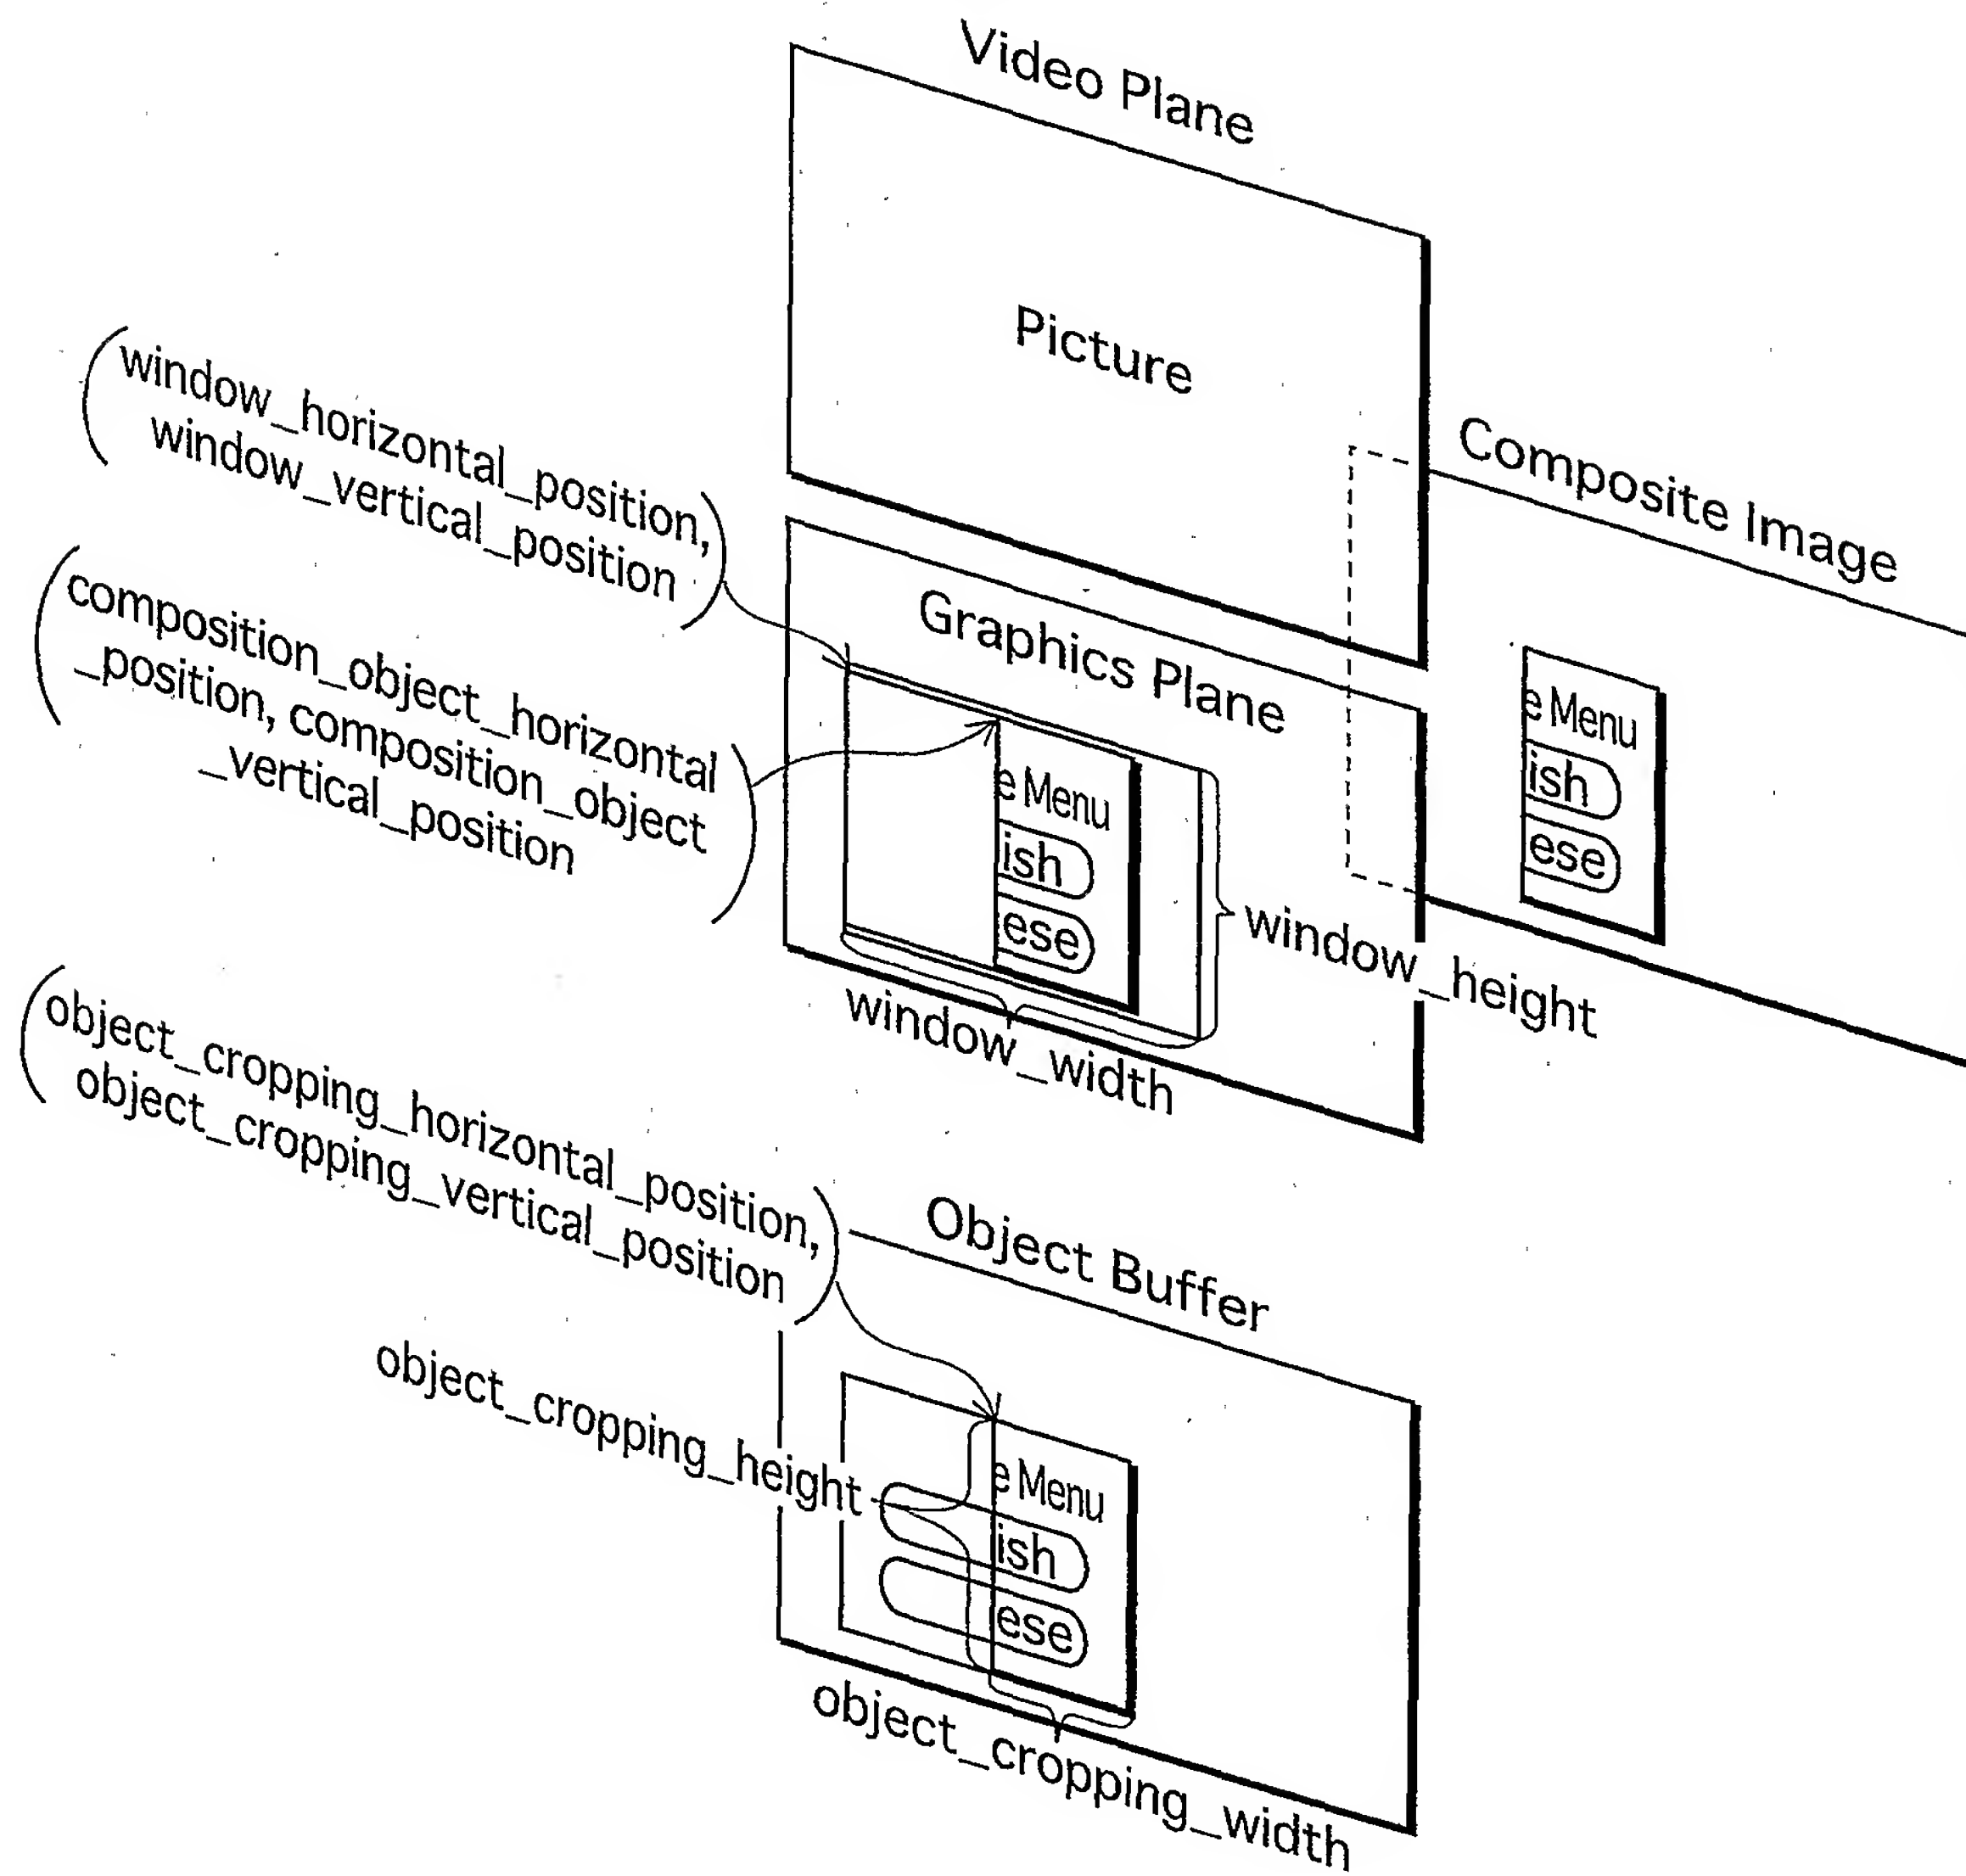 Video Plane
Picture
(window_horizontal_position,
window_vertical_position)
Composite Image
(composition_object_horizontal
_position, composition_object
_vertical_position)
Graphics Plane
e Menu
ish
ese
e Menu
ish
ese
window_height
window_width
(object_cropping_horizontal_position,
object_cropping_vertical_position)
Object Buffer
object_cropping_height
e Menu
ish
ese
object_cropping_width